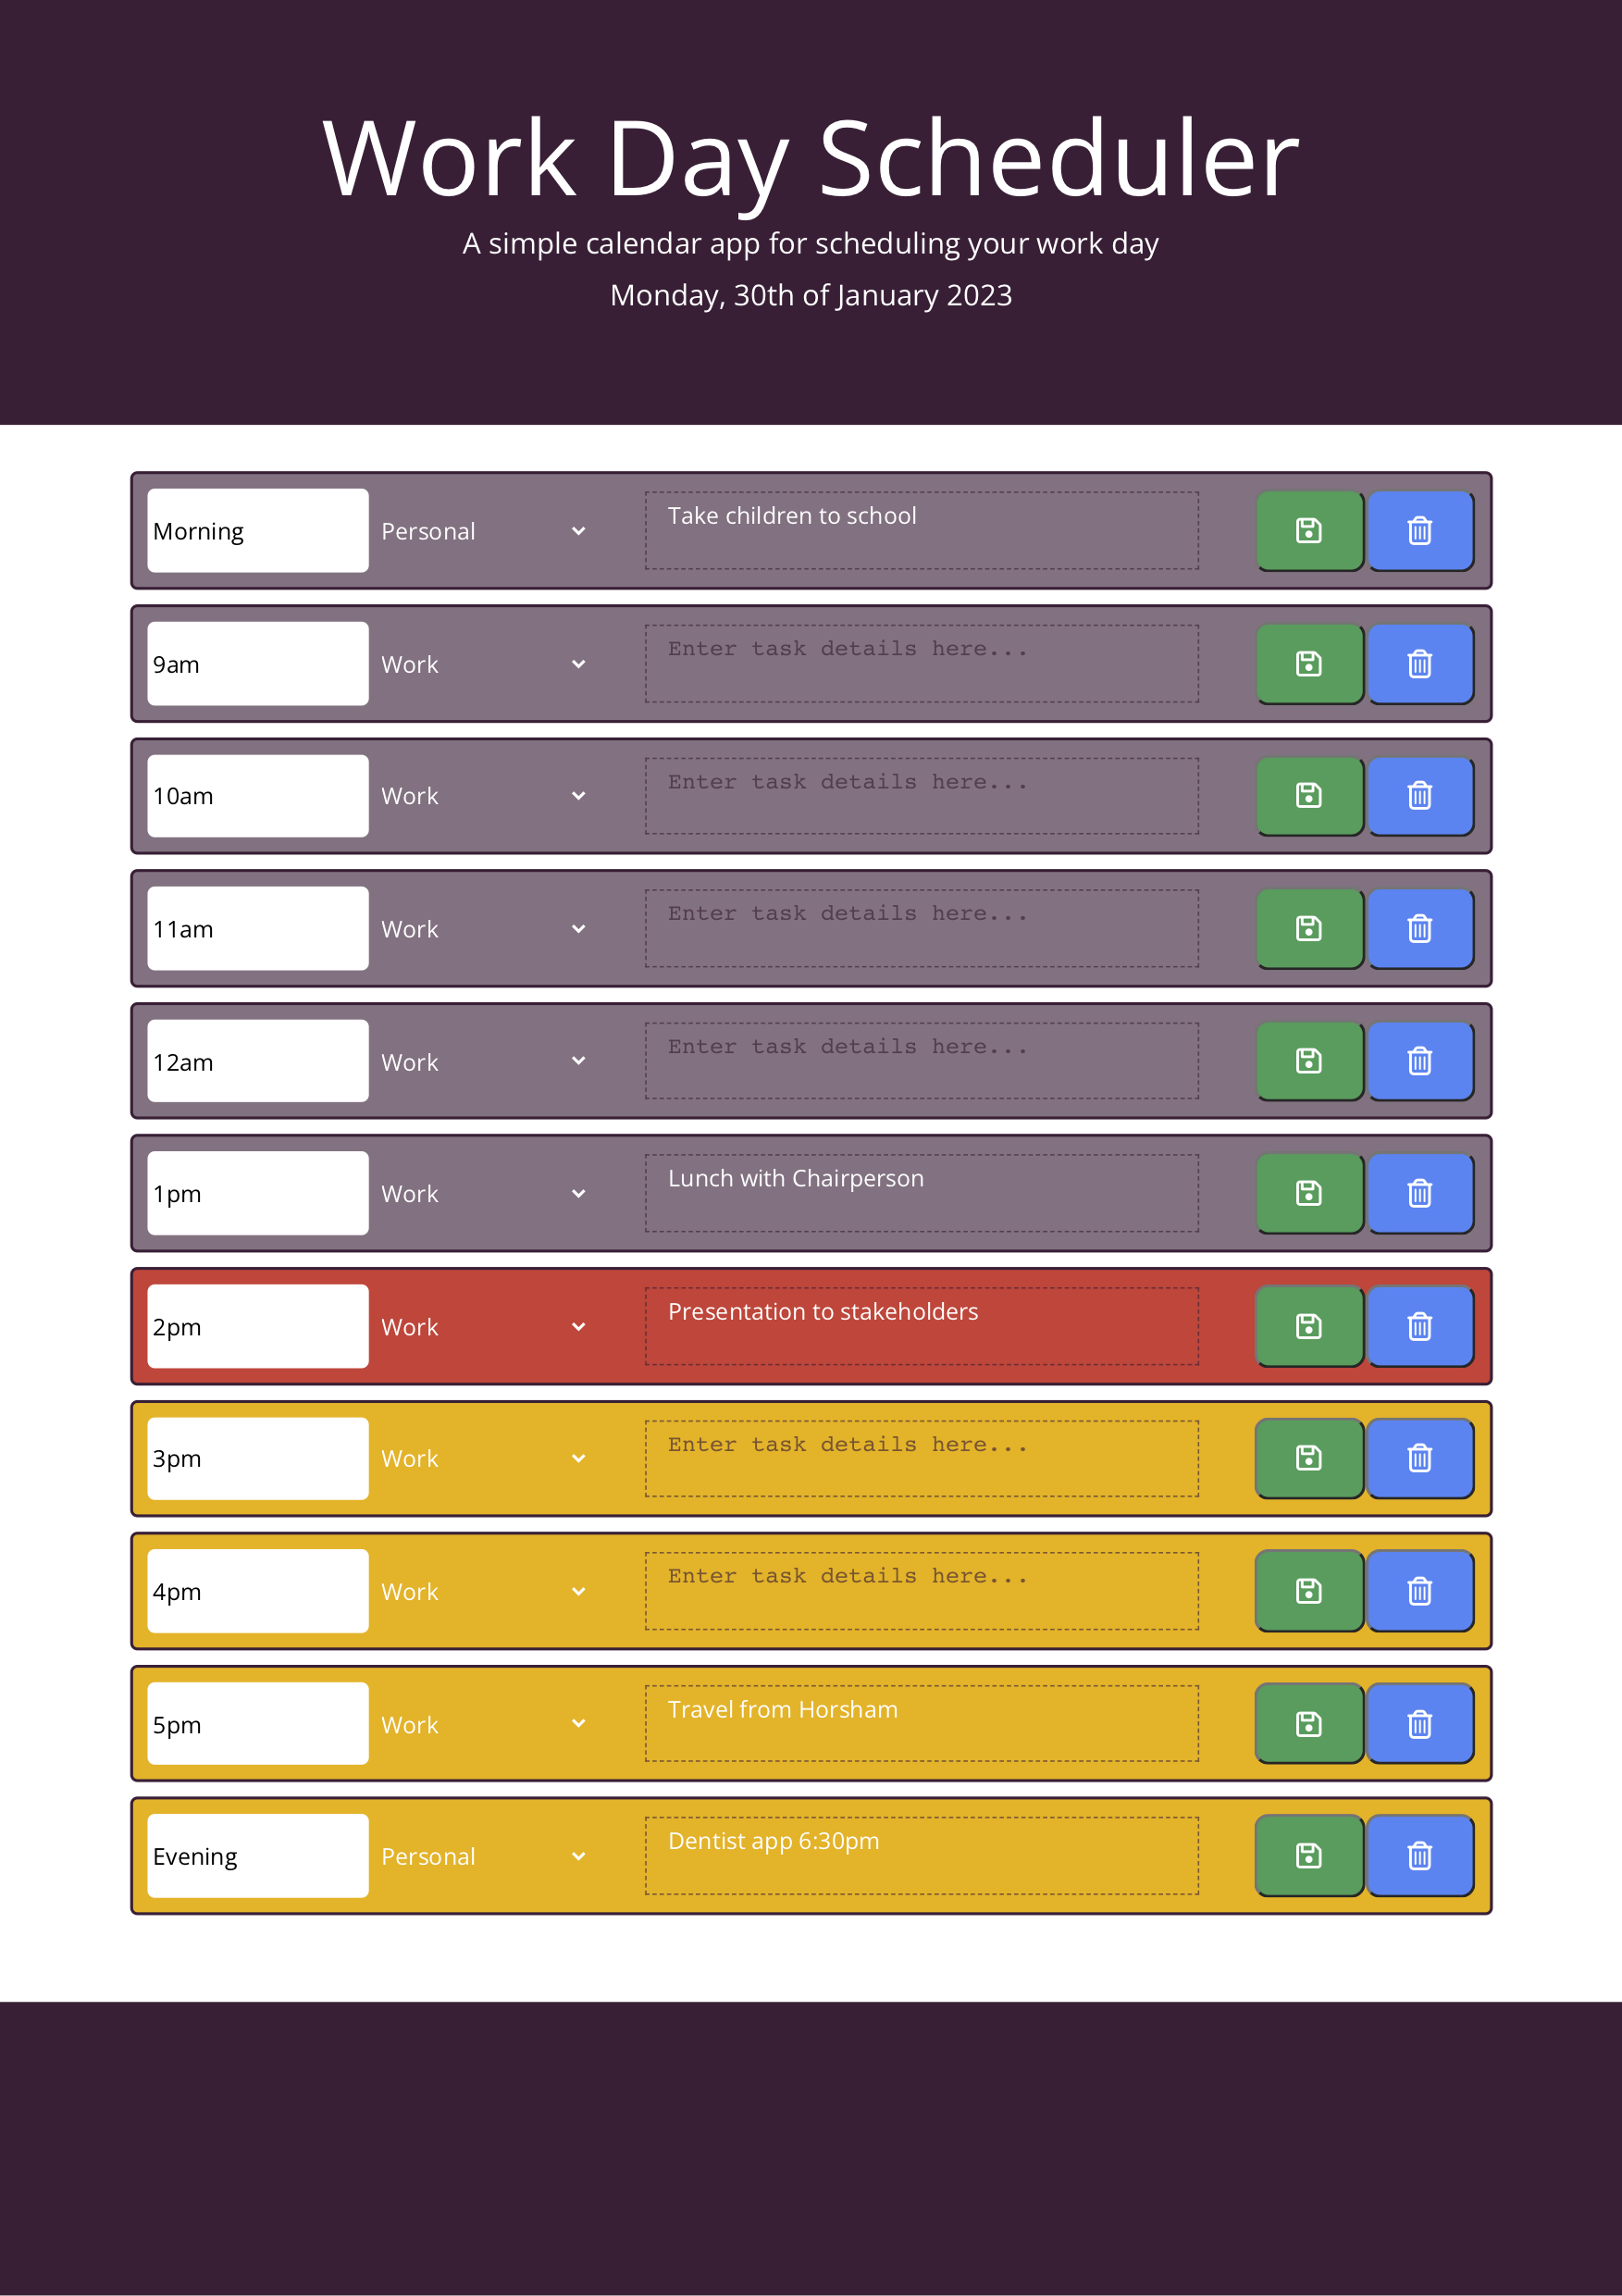 Work Day Scheduler
A simple calendar app for scheduling your work day
Monday, 30th of January 2023
Morning Personal Take children to school
9am Work Enter task details here...
10am Work Enter task details here...
11am Work Enter task details here...
12am Work Enter task details here...
1pm Work Lunch with Chairperson
2pm Work Presentation to stakeholders
3pm Work Enter task details here...
4pm Work Enter task details here...
5pm Work Travel from Horsham
Evening Personal Dentist app 6:30pm